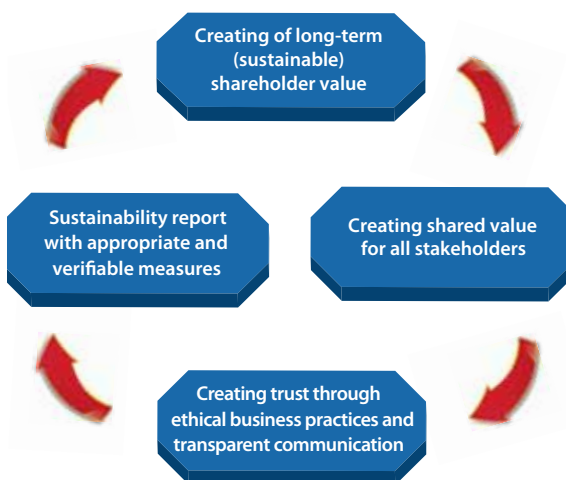 Creating of long-term
(sustainable)
shareholder value
Sustainability report
with appropriate and
verifiable measures
Creating shared value
for all stakeholders
Creating trust through
ethical business practices and
transparent communication